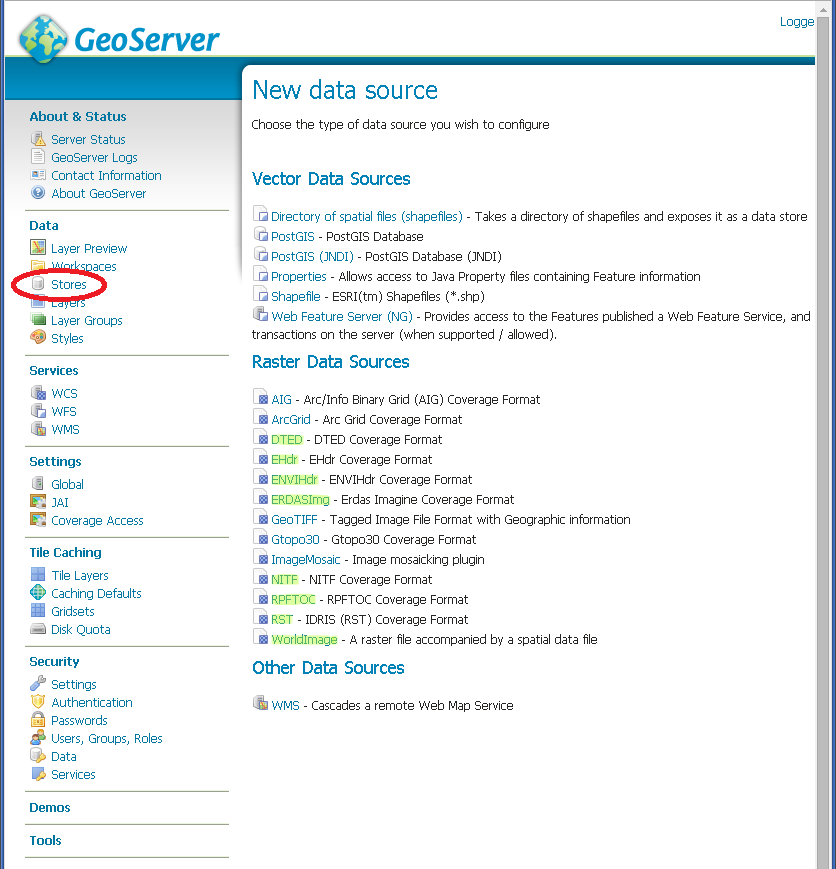 GeoServer
Logge
About & Status
Server Status
GeoServer Logs
Contact Information
About GeoServer
Data
Layer Preview
Workspaces
Stores
Layers
Layer Groups
Styles
Services
WCS
WFS
WMS
Settings
Global
JAI
Coverage Access
Tile Caching
Tile Layers
Caching Defaults
Gridsets
Disk Quota
Security
Settings
Authentication
Passwords
Users, Groups, Roles
Data
Services
Demos
Tools
New data source
Choose the type of data source you wish to configure
Vector Data Sources
Directory of spatial files (shapefiles) - Takes a directory of shapefiles and exposes it as a data store
PostGIS - PostGIS Database
PostGIS (JNDI) - PostGIS Database (JNDI)
Properties - Allows access to Java Property files containing Feature information
Shapefile - ESRI(tm) Shapefiles (*.shp)
Web Feature Server (NG) - Provides access to the Features published a Web Feature Service, and
transactions on the server (when supported / allowed).
Raster Data Sources
AIG - Arc/Info Binary Grid (AIG) Coverage Format
ArcGrid - Arc Grid Coverage Format
DTED - DTED Coverage Format
EHdr - EHdr Coverage Format
ENVIHdr - ENVIHdr Coverage Format
ERDASImg - Erdas Imagine Coverage Format
GeoTIFF - Tagged Image File Format with Geographic information
Gtopo30 - Gtopo30 Coverage Format
ImageMosaic - Image mosaicking plugin
NITF - NITF Coverage Format
RPFTOC - RPFTOC Coverage Format
RST - IDRIS (RST) Coverage Format
WorldImage - A raster file accompanied by a spatial data file
Other Data Sources
WMS - Cascades a remote Web Map Service